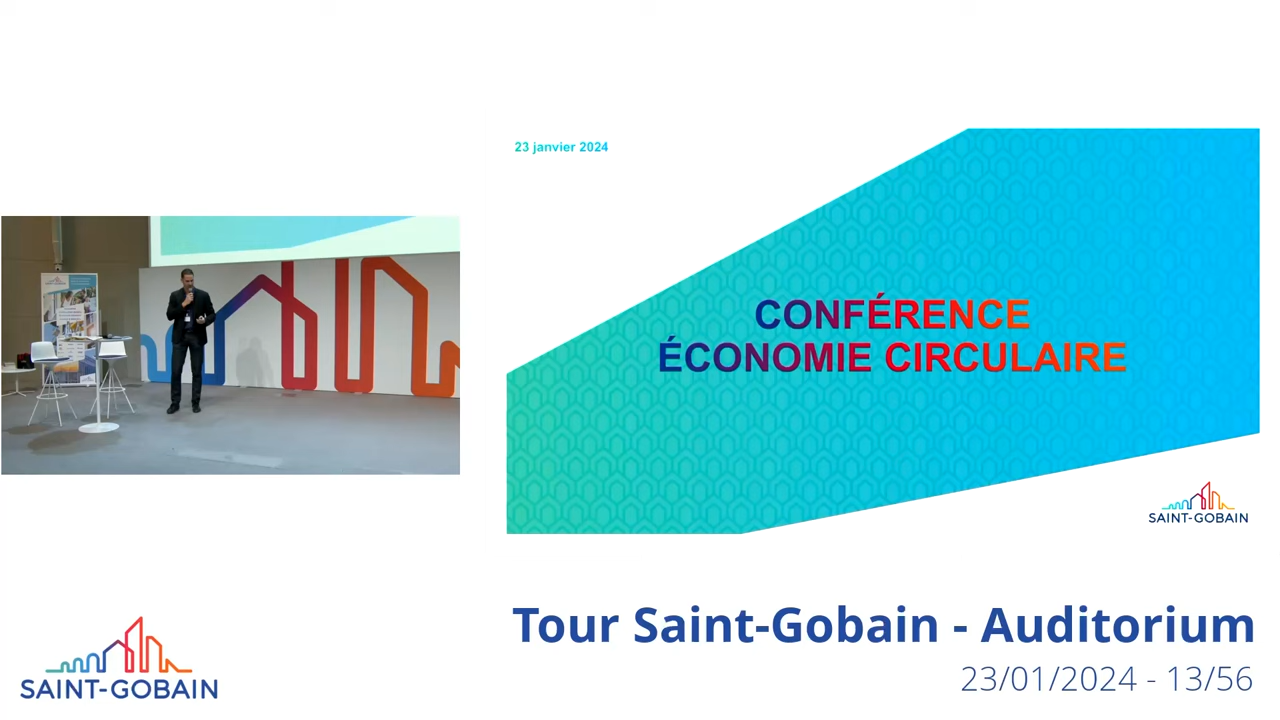 23 janvier 2024
CONFÉRENCE
ÉCONOMIE CIRCULAIRE
SAINT-GOBAIN
Tour Saint-Gobain - Auditorium
23/01/2024 - 13/56
SAINT-GOBAIN